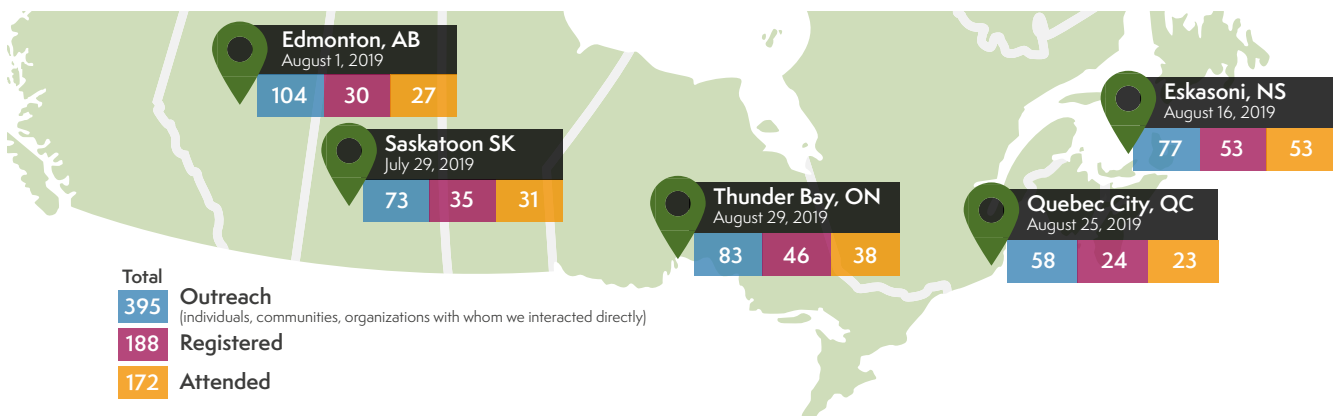 Edmonton, AB
August 1, 2019
104 30 27
Saskatoon SK
July 29, 2019
73 35 31
Thunder Bay, ON
August 29, 2019
83 46 38
Eskasoni, NS
August 16, 2019
77 53 53
Quebec City, QC
August 25, 2019
58 24 23
Total
395 Outreach
(individuals, communities, organizations with whom we interacted directly)
188 Registered
172 Attended